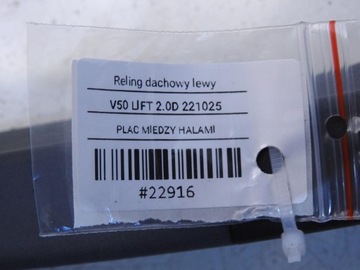 Reling dachowy lewy
V50 LIFT 2.0D 221025
PLAC MIEDZY HALAMI
#22916